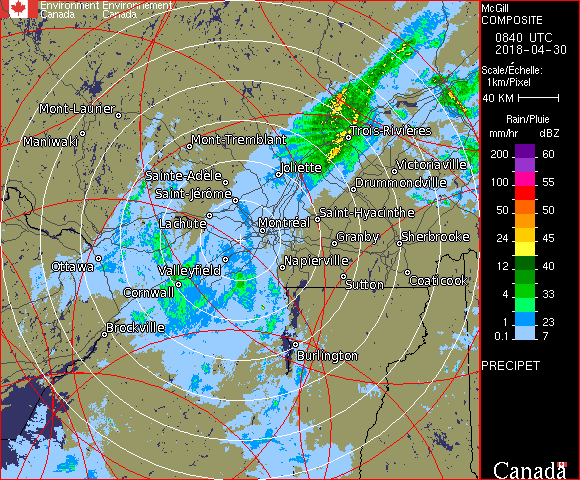 Environment Environnement
Canada Canada
McGill
COMPOSITE
0840 UTC
2018-04-30
Scale/Échelle:
1km/Pixel
40 KM
Rain/Pluie
mm/hr dBZ
200 60
100 55
50 50
24 45
12 40
4 33
1 23
0.1 7
PRECIPET
Canada
Mont-Laurier
Maniwaki
Mont-Tremblant
Trois-Rivières
Victoriaville
Joliette
Sainte-Adèle
Drummondville
Saint-Jérôme
Saint-Hyacinthe
Lachute
Montréal
Granby
Sherbrooke
Ottawa
Valleyfield
Napierville
Sutton
Coaticook
Cornwall
Brockville
Burlington